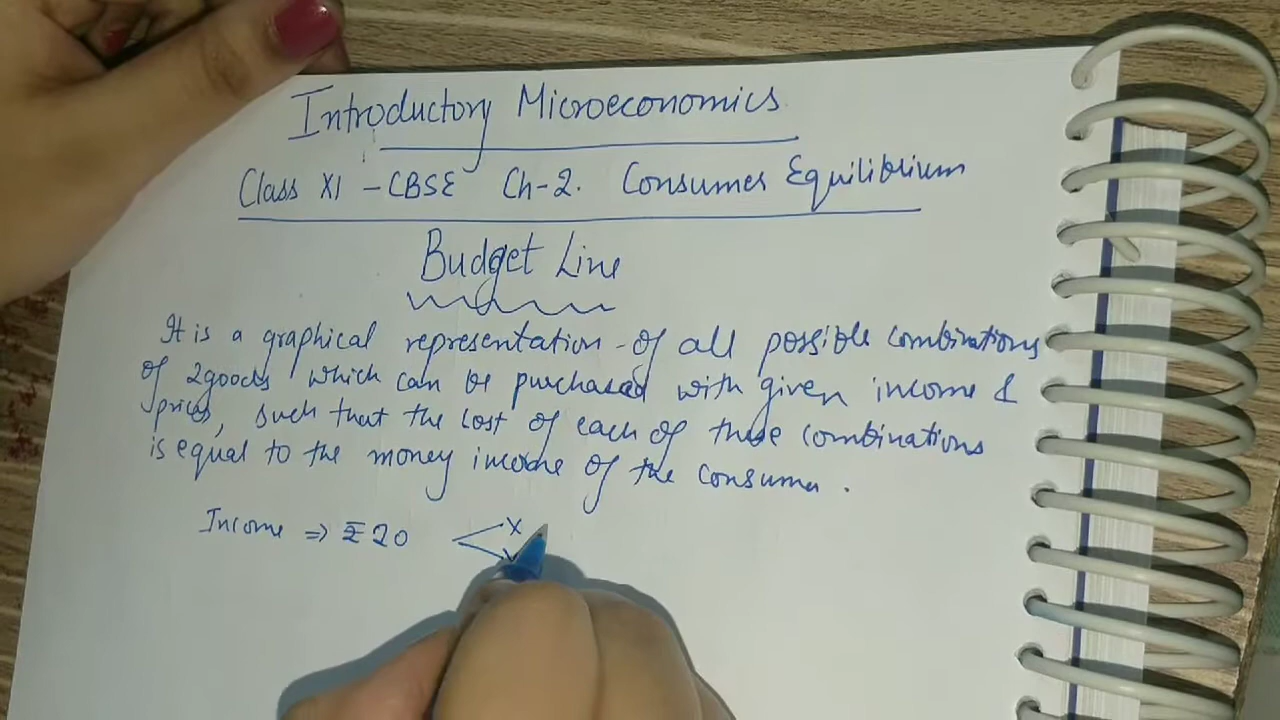 Introductory Microeconomics
Class XI - CBSE Ch-2. Consumer Equilibrium
Budget Line
It is a graphical representation of all possible combinations
of 2 goods which can be purchased with given income &
prices, such that the cost of each of these combinations
is equal to the money income of the consumer.
Income ⇒ ₹20 X